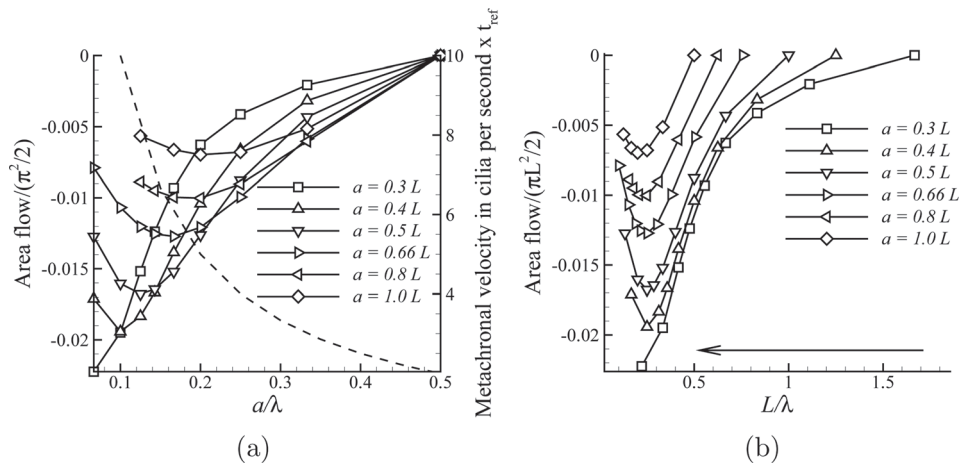 0
-0.005
-0.01
-0.015
-0.02
Area flow/(π²/2)
0.1
0.2
0.3
0.4
0.5
a/λ
10
8
6
4
Metachronal velocity in cilia per second x t_ref
a = 0.3 L
a = 0.4 L
a = 0.5 L
a = 0.66 L
a = 0.8 L
a = 1.0 L
(a)
0
-0.005
-0.01
-0.015
-0.02
Area flow/(πL²/2)
0.5
1
1.5
L/λ
a = 0.3 L
a = 0.4 L
a = 0.5 L
a = 0.66 L
a = 0.8 L
a = 1.0 L
(b)